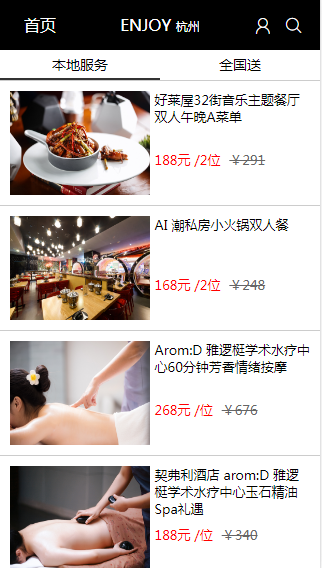 首页
ENJOY 杭州
本地服务
全国送
好莱屋32街音乐主题餐厅
双人午晚A菜单
188元 /2位 ￥291
AI 潮私房小火锅双人餐
168元 /2位 ￥248
Arom:D 雅逻梃学术水疗中
心60分钟芳香情绪按摩
268元 /位 ￥676
契弗利酒店 arom:D 雅逻
梃学术水疗中心玉石精油
Spa礼遇
188元 /位 ￥340